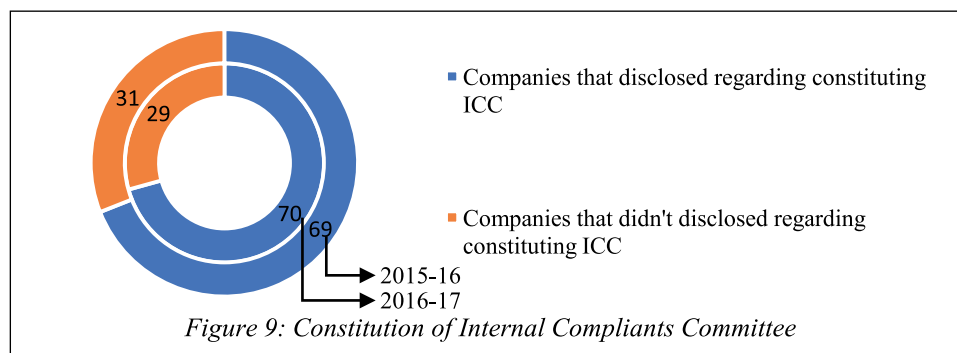 31
29
70
69
Companies that disclosed regarding constituting
ICC
Companies that didn't disclosed regarding
constituting ICC
2015-16
2016-17
Figure 9: Constitution of Internal Compliants Committee